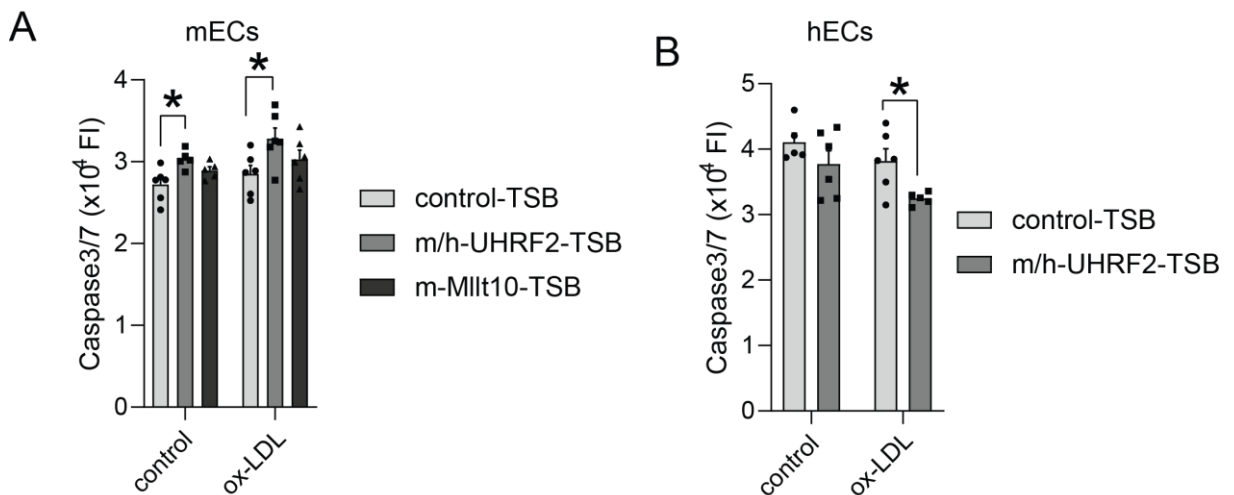 A
mECs
Caspase3/7 (x10⁴ FI)
4
3
2
1
0
*
*
control
ox-LDL
control-TSB
m/h-UHRF2-TSB
m-Mllt10-TSB
B
hECs
Caspase3/7 (x10⁴ FI)
5
4
3
2
1
0
*
control
ox-LDL
control-TSB
m/h-UHRF2-TSB